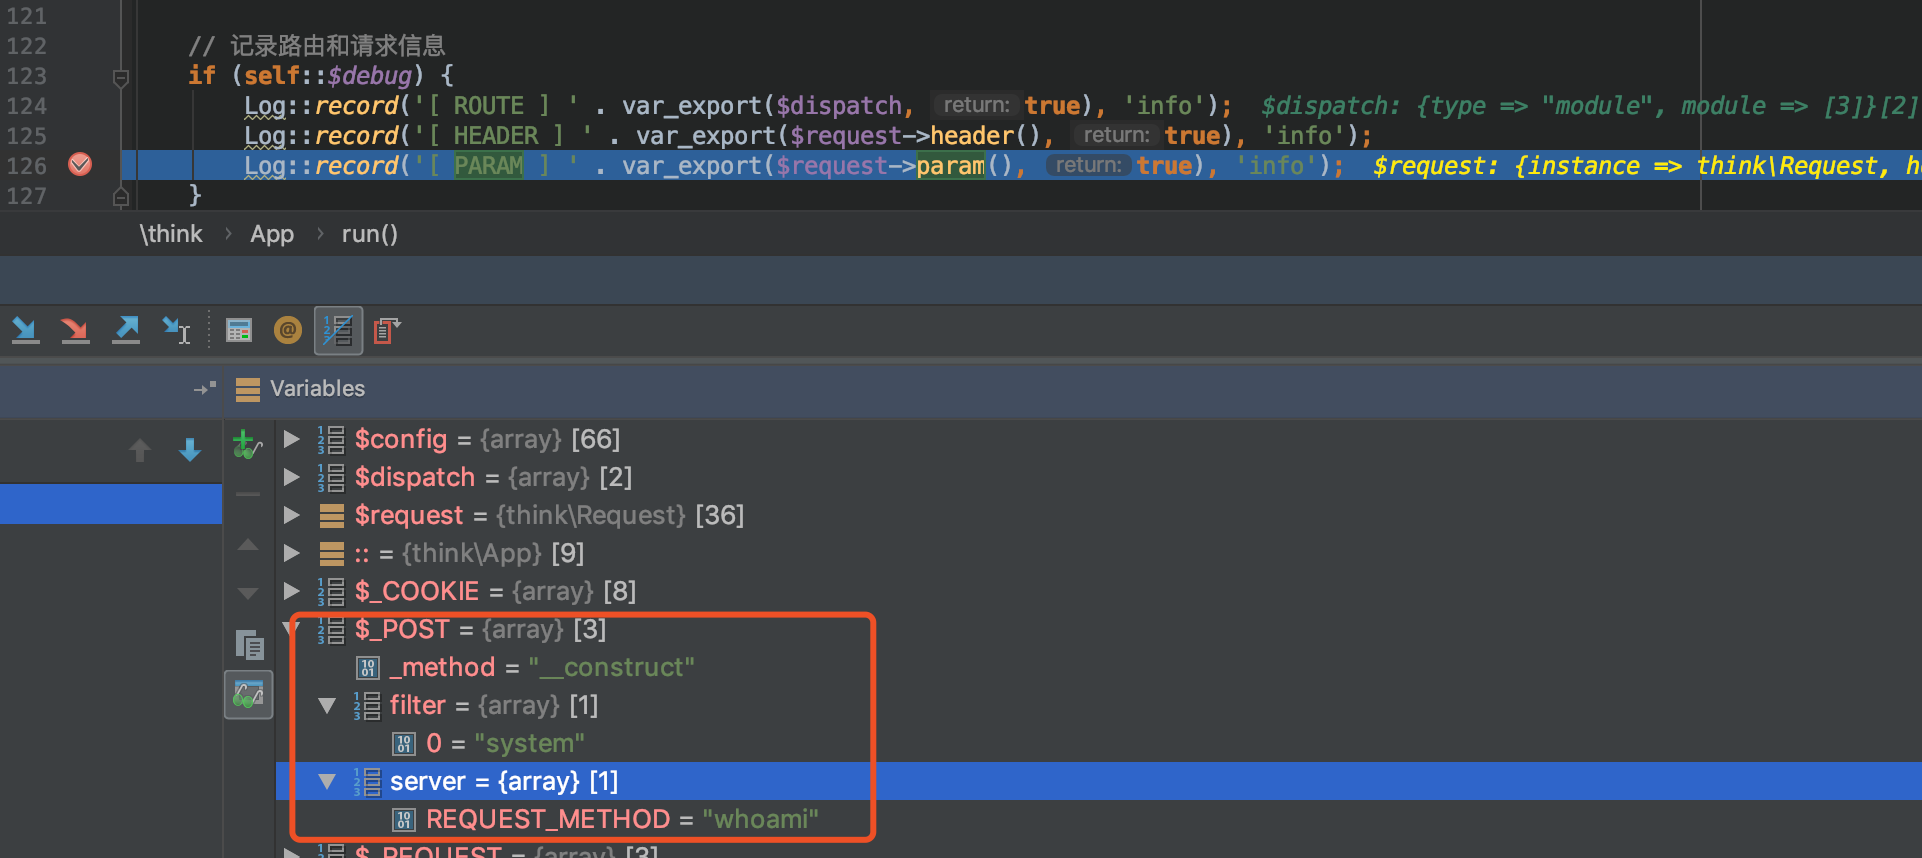 121
122 // 记录路由和请求信息
123 if (self::$debug) {
124 Log::record('[ ROUTE ] ' . var_export($dispatch, return: true), 'info'); $dispatch: {type => "module", module => [3]}[2]
125 Log::record('[ HEADER ] ' . var_export($request->header(), return: true), 'info');
126 Log::record('[ PARAM ] ' . var_export($request->param(), return: true), 'info'); $request: {instance => think\Request, h
127 }
\think › App › run()
Variables
$config = {array} [66]
$dispatch = {array} [2]
$request = {think\Request} [36]
:: = {think\App} [9]
$_COOKIE = {array} [8]
$_POST = {array} [3]
_method = "__construct"
filter = {array} [1]
0 = "system"
server = {array} [1]
REQUEST_METHOD = "whoami"
$_REQUEST = {array} [3]